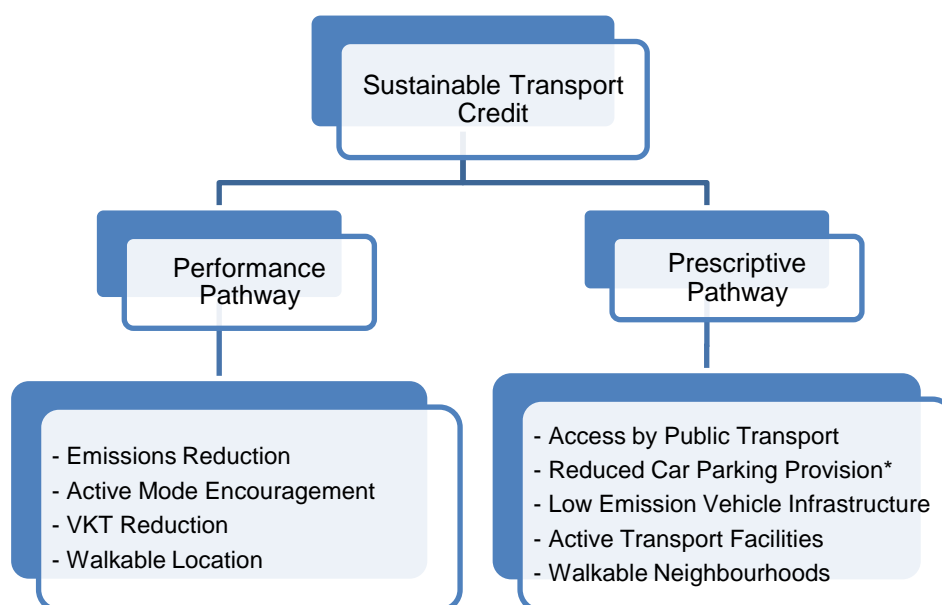 Sustainable Transport
Credit
Performance
Pathway
Prescriptive
Pathway
- Emissions Reduction
- Active Mode Encouragement
- VKT Reduction
- Walkable Location
- Access by Public Transport
- Reduced Car Parking Provision*
- Low Emission Vehicle Infrastructure
- Active Transport Facilities
- Walkable Neighbourhoods